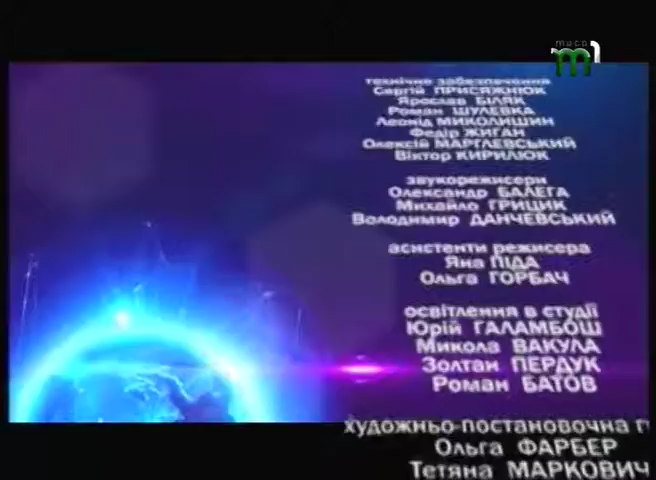 тиса
1
m
технічне забезпечення
Сергій ПРИСЯЖНЮК
Ярослав БІЛЯК
Роман ШУЛЕВКА
Леонід МИКОЛИШИН
Федір ЖИГАН
Олексій МАРГЛЕВСЬКИЙ
Віктор КИРИЛЮК
звукорежисери
Олександр БАЛЕГА
Михайло ГРИЦИК
Володимир ДАНЧЕВСЬКИЙ
асистенти режисера
Яна ПІДА
Ольга ГОРБАЧ
освітлення в студії
Юрій ГАЛАМБОШ
Микола ВАКУЛА
Золтан ПЕРДУК
Роман БАТОВ
художньо-постановочна
Ольга ФАРБЕР
Тетяна МАРКОВИЧ